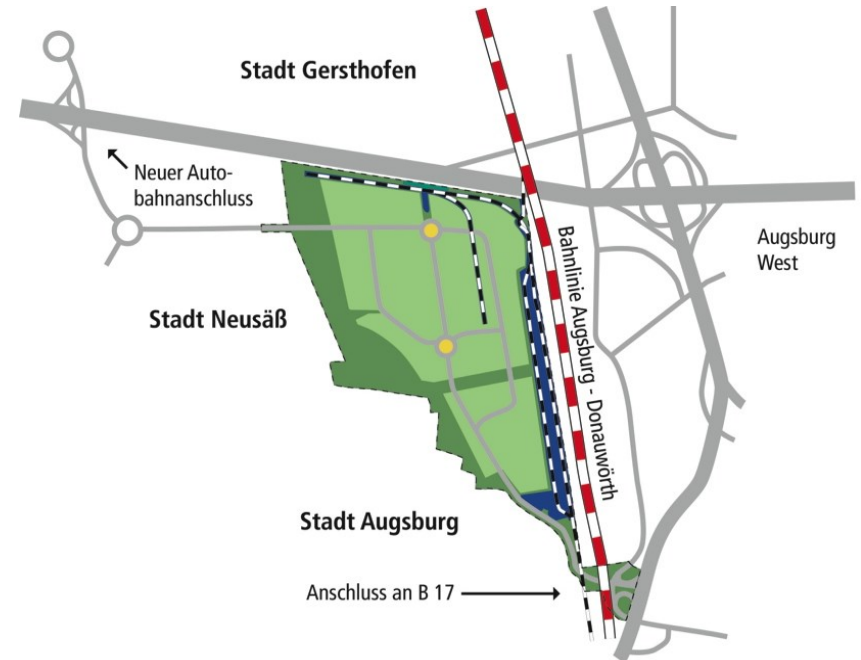 Stadt Gersthofen
Neuer Auto-
bahnanschluss
Augsburg
West
Bahnlinie Augsburg - Donauwörth
Stadt Neusäß
Stadt Augsburg
Anschluss an B 17